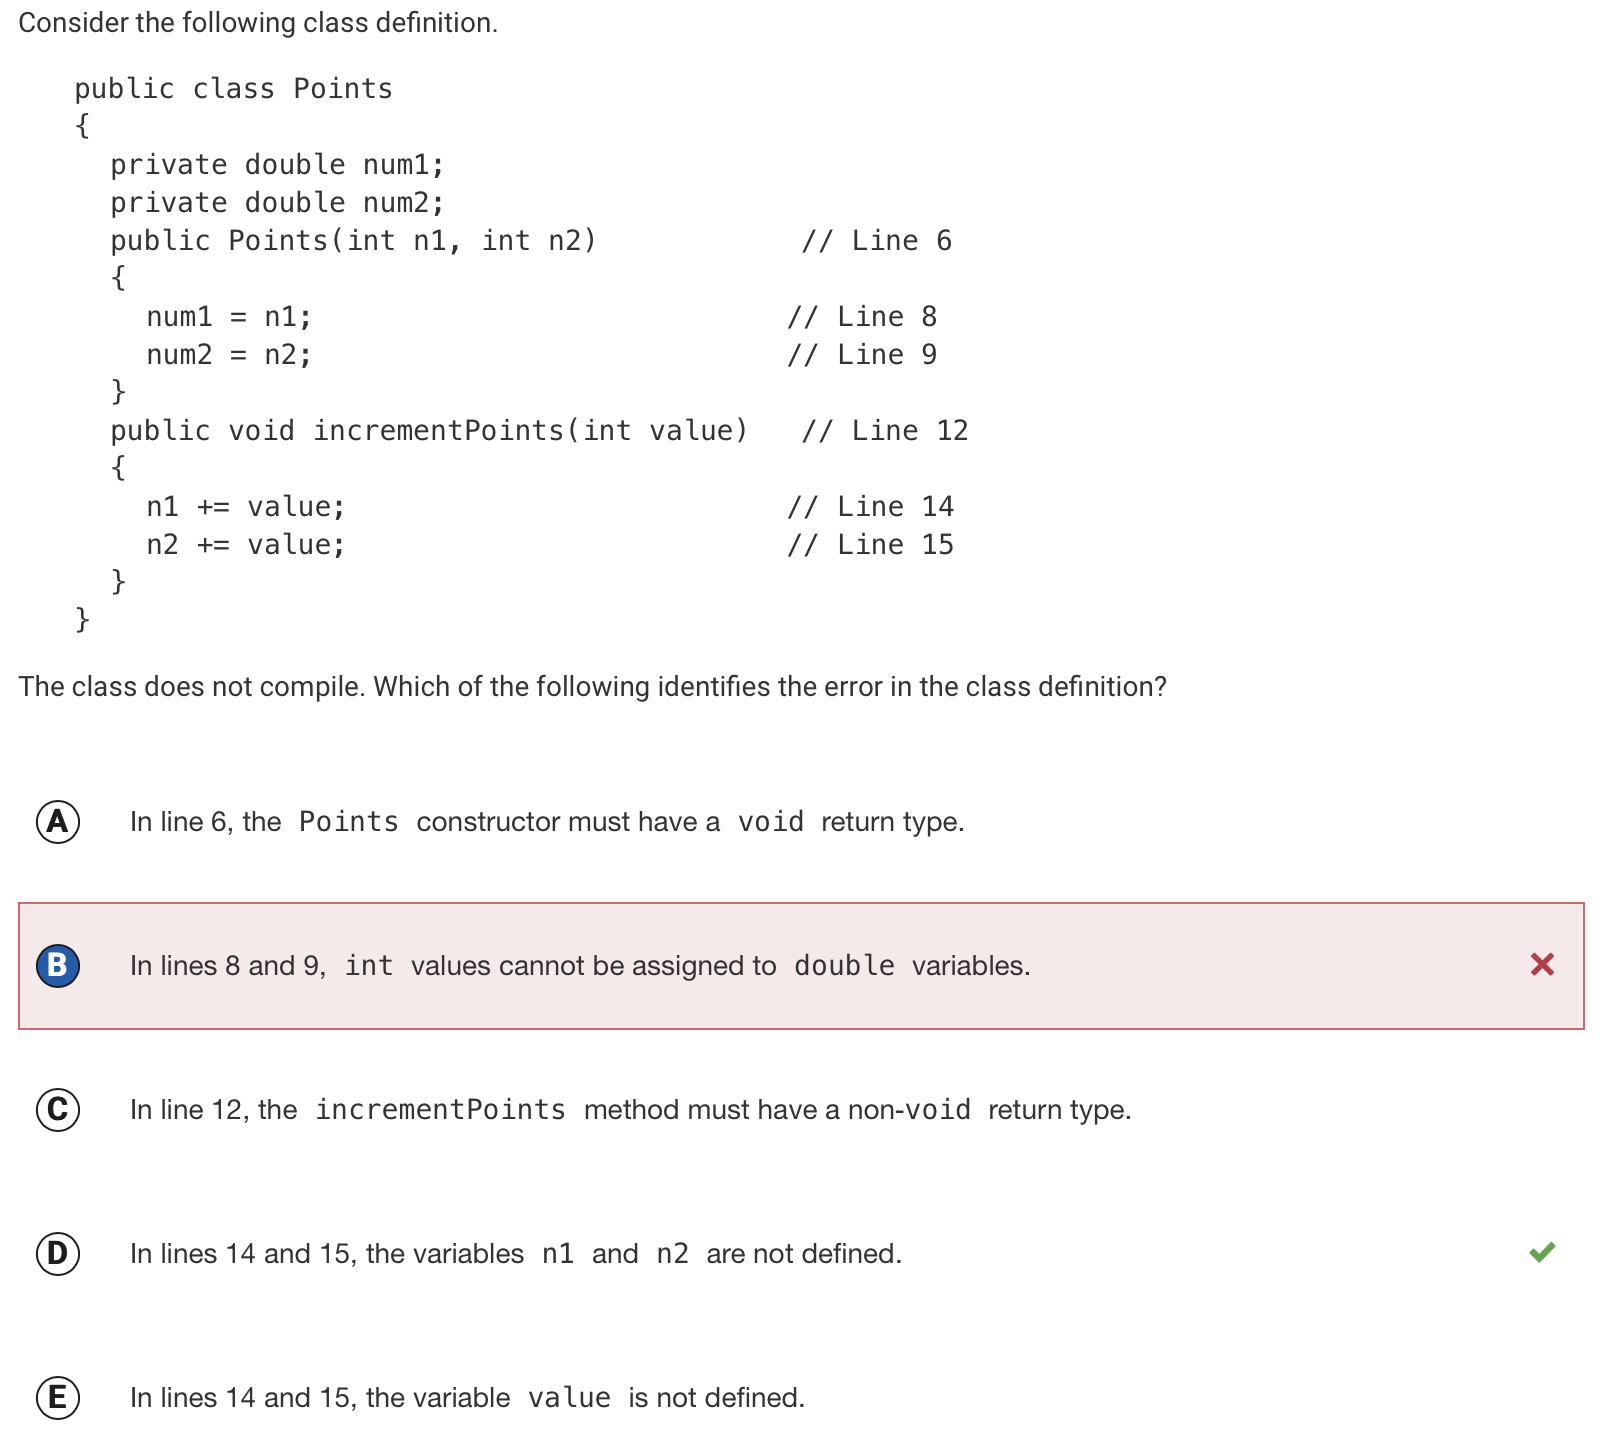 Consider the following class definition.
public class Points
{
private double num1;
private double num2;
public Points(int n1, int n2) // Line 6
{
num1 = n1; // Line 8
num2 = n2; // Line 9
}
public void incrementPoints(int value) // Line 12
{
n1 += value; // Line 14
n2 += value; // Line 15
}
}
The class does not compile. Which of the following identifies the error in the class definition?
A In line 6, the Points constructor must have a void return type.
B In lines 8 and 9, int values cannot be assigned to double variables.
C In line 12, the incrementPoints method must have a non-void return type.
D In lines 14 and 15, the variables n1 and n2 are not defined.
E In lines 14 and 15, the variable value is not defined.